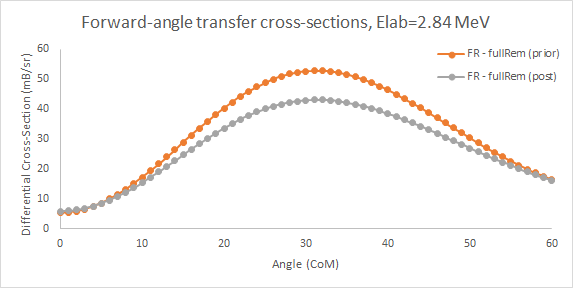 Forward-angle transfer cross-sections, Elab=2.84 MeV
Differential Cross-Section (mB/sr)
60
50
40
30
20
10
0
FR - fullRem (prior)
FR - fullRem (post)
0 10 20 30 40 50 60
Angle (CoM)